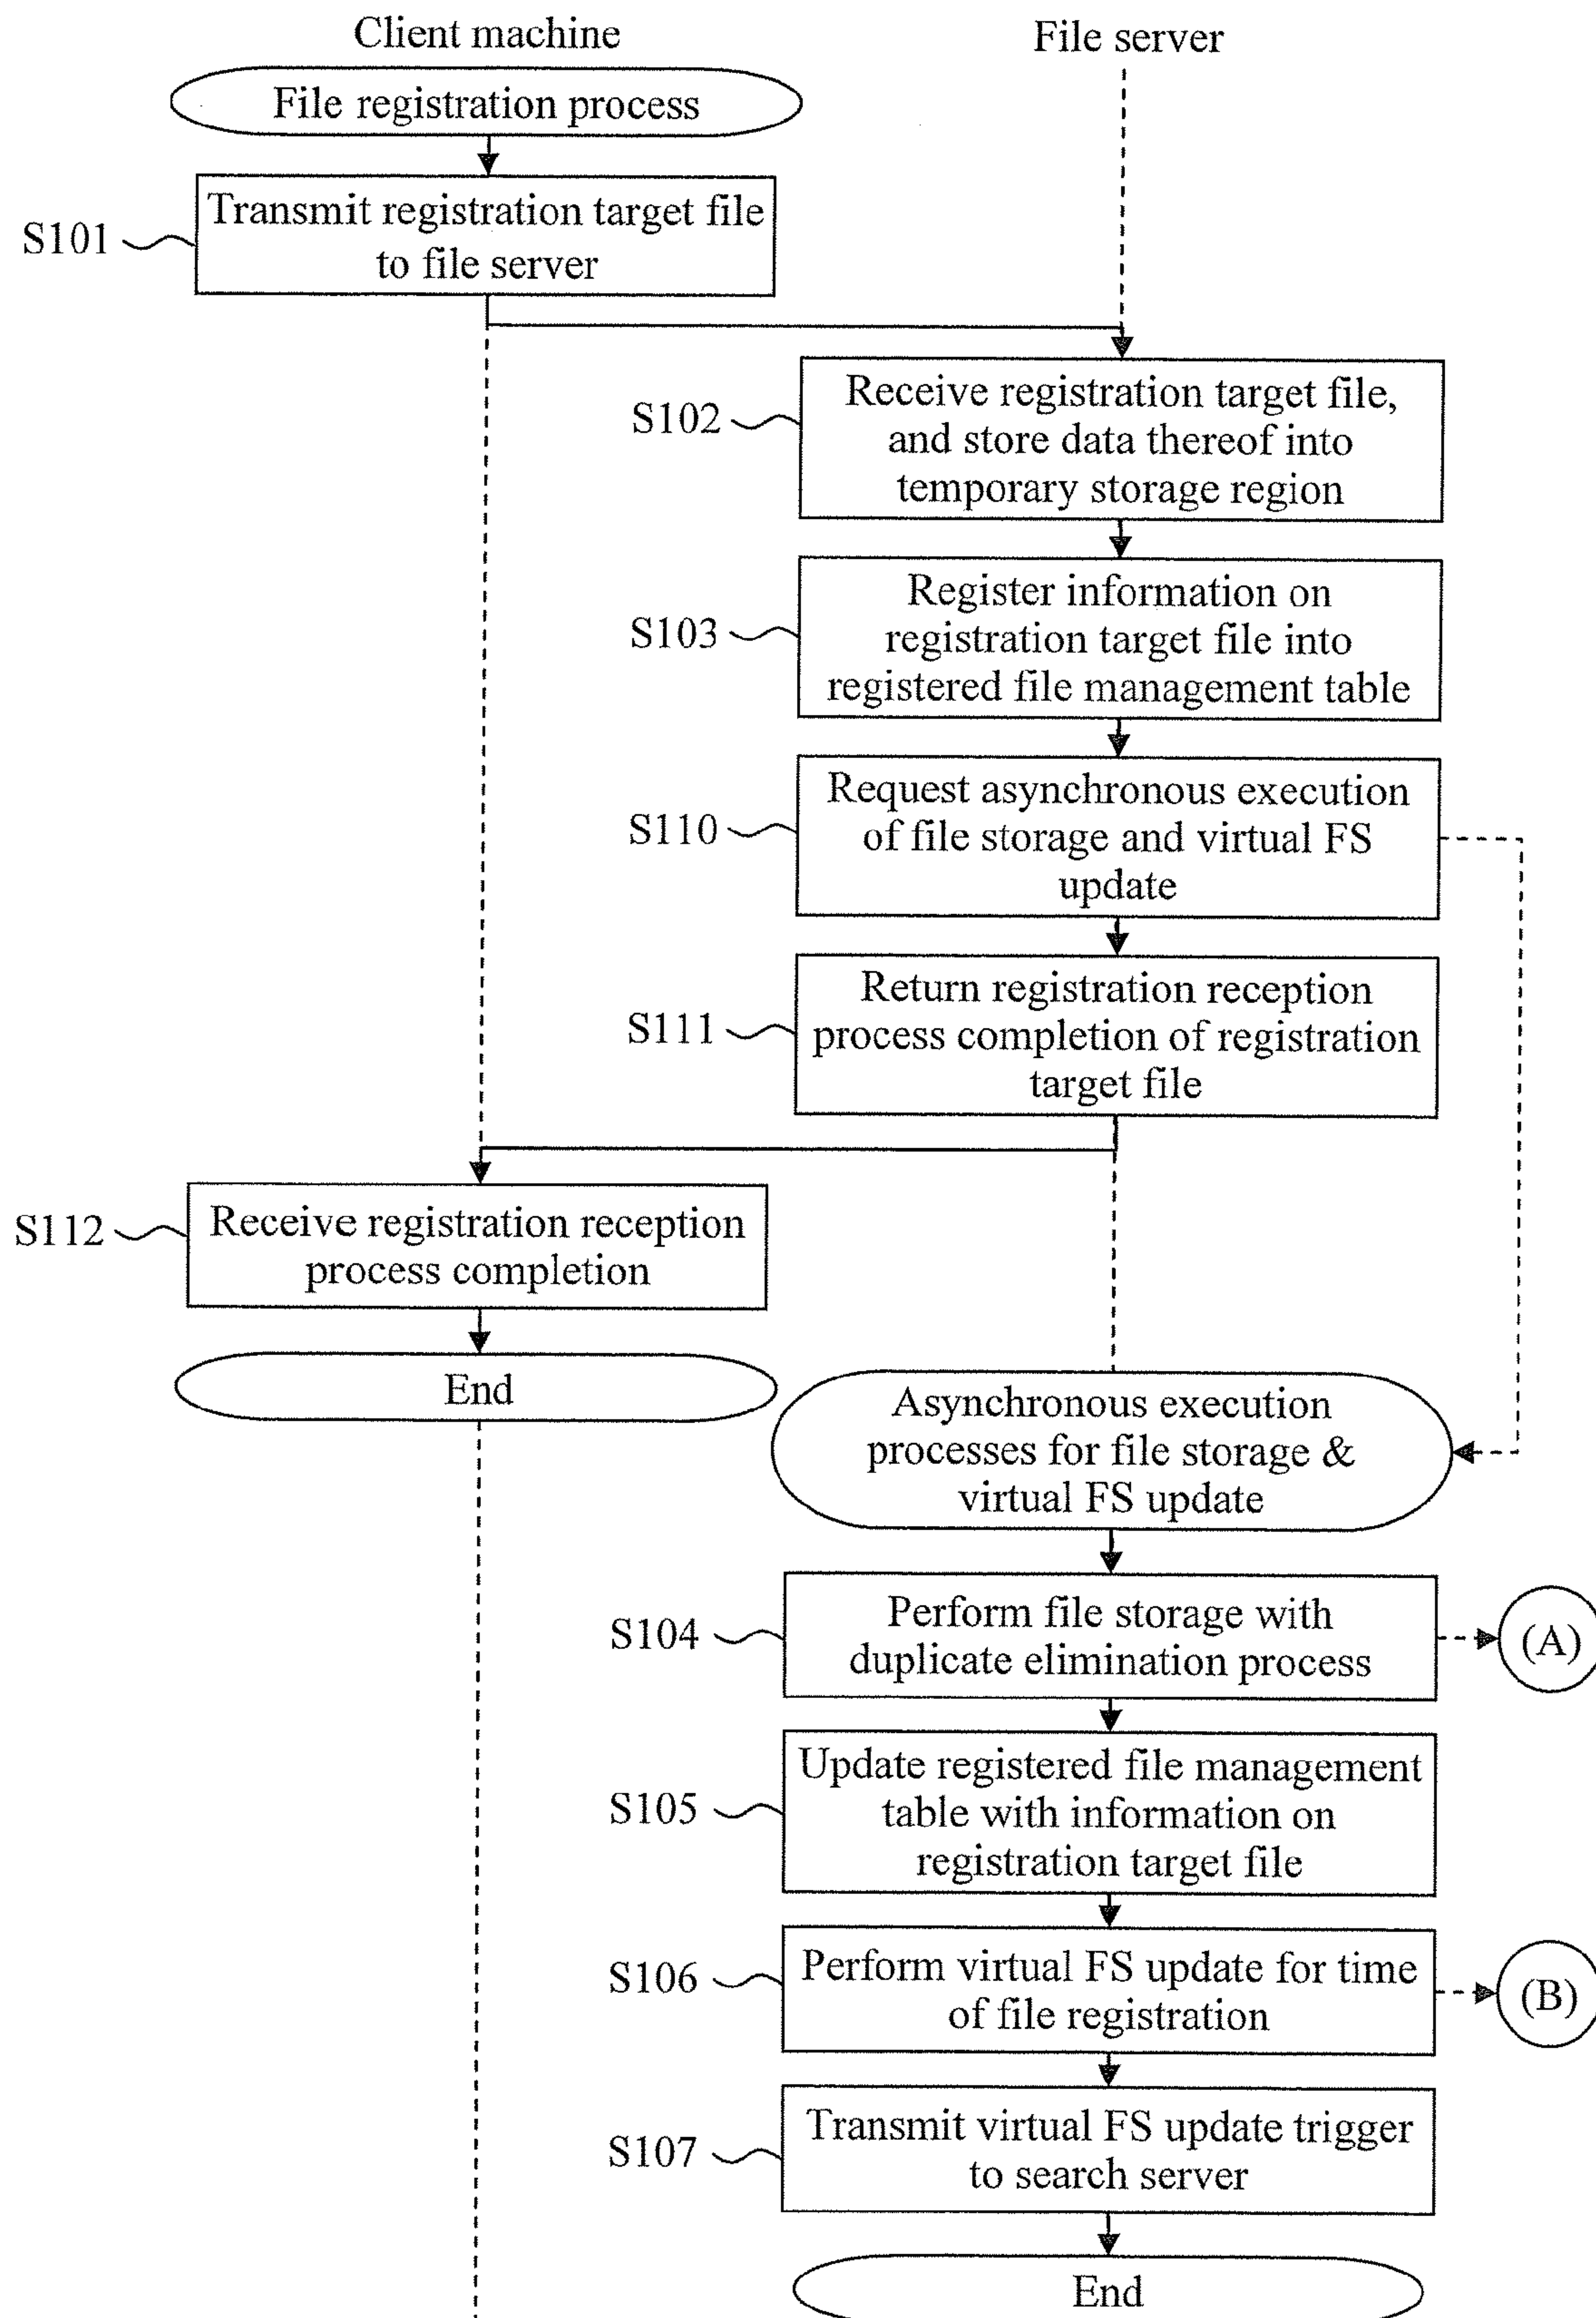 Client machine
File server
File registration process
S101
Transmit registration target file
to file server
S102
Receive registration target file,
and store data thereof into
temporary storage region
S103
Register information on
registration target file into
registered file management table
S110
Request asynchronous execution
of file storage and virtual FS
update
S111
Return registration reception
process completion of registration
target file
S112
Receive registration reception
process completion
End
Asynchronous execution
processes for file storage &
virtual FS update
S104
Perform file storage with
duplicate elimination process
(A)
S105
Update registered file management
table with information on
registration target file
S106
Perform virtual FS update for time
of file registration
(B)
S107
Transmit virtual FS update trigger
to search server
End